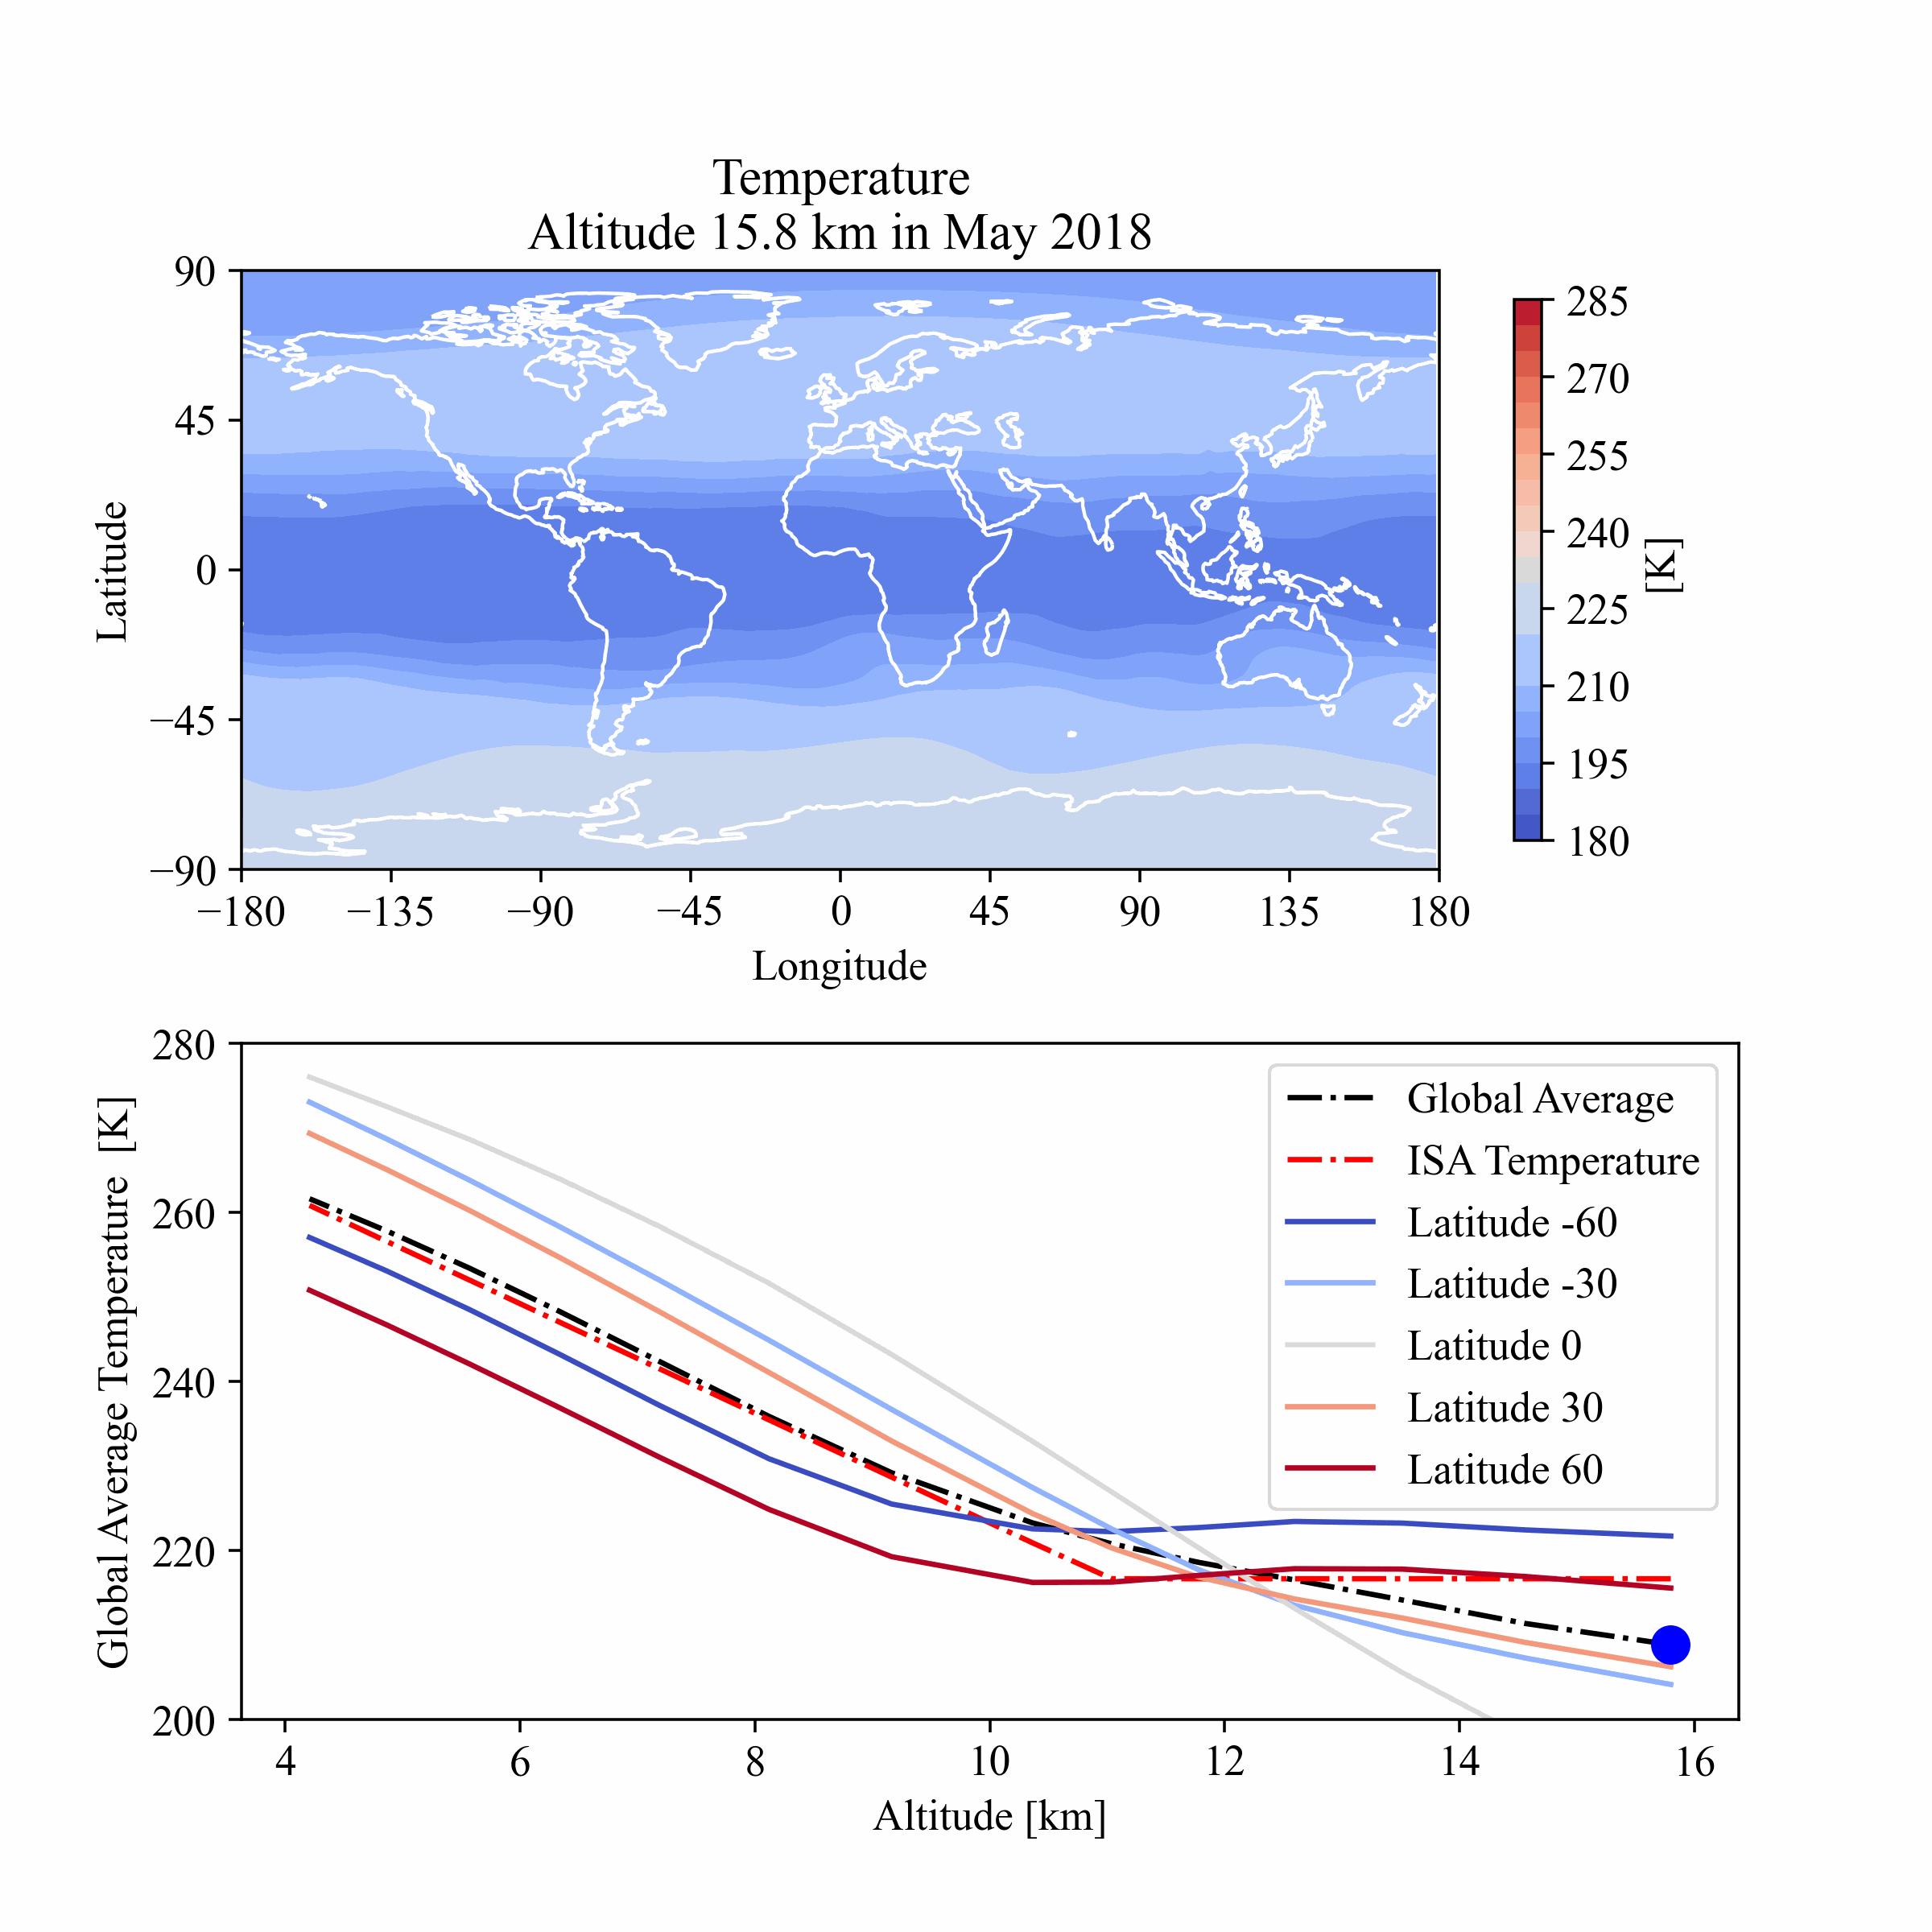 Temperature
Altitude 15.8 km in May 2018
90
45
0
−45
−90
Latitude
−180 −135 −90 −45 0 45 90 135 180
Longitude
285
270
255
240
225
210
195
180
[K]
280
260
240
220
200
Global Average Temperature [K]
Global Average
ISA Temperature
Latitude -60
Latitude -30
Latitude 0
Latitude 30
Latitude 60
4 6 8 10 12 14 16
Altitude [km]